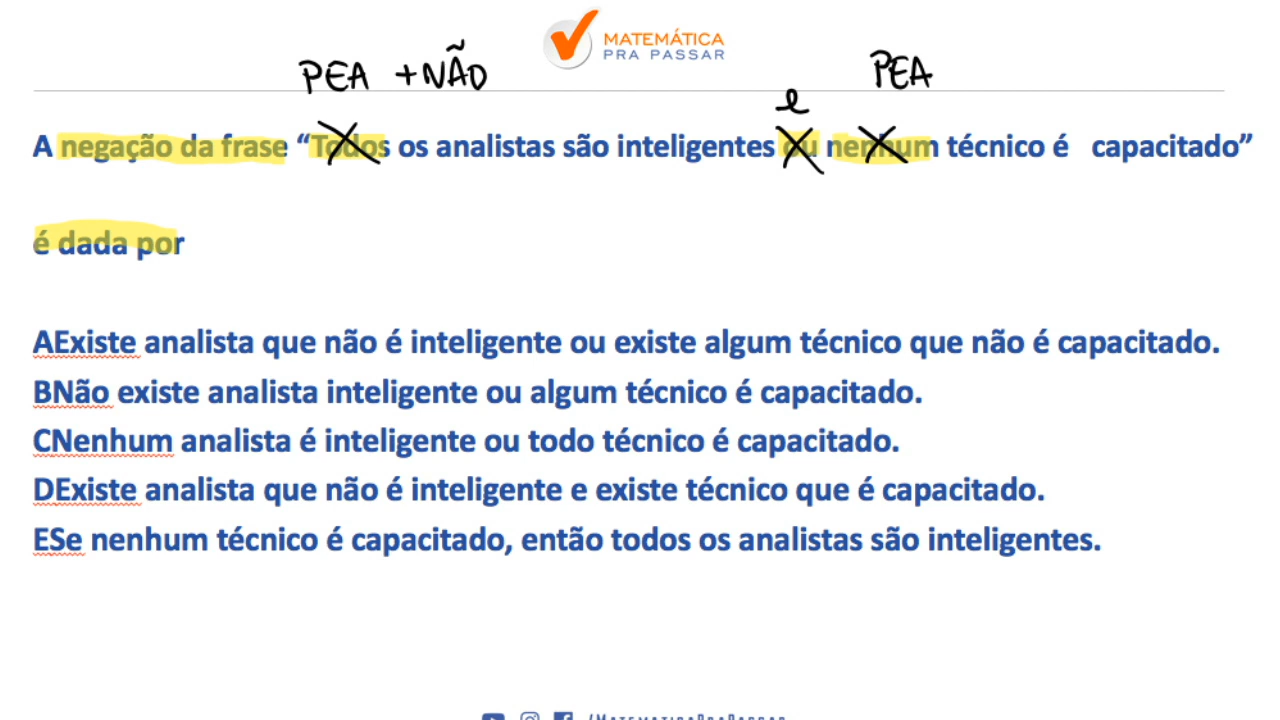 MATEMÁTICA
PRA PASSAR
PEA +NÃO
PEA
e
A negação da frase “Todos os analistas são inteligentes ou nenhum técnico é capacitado”
é dada por
AExiste analista que não é inteligente ou existe algum técnico que não é capacitado.
BNão existe analista inteligente ou algum técnico é capacitado.
CNenhum analista é inteligente ou todo técnico é capacitado.
DExiste analista que não é inteligente e existe técnico que é capacitado.
ESe nenhum técnico é capacitado, então todos os analistas são inteligentes.
/MATEMATICAPRAPASSAR